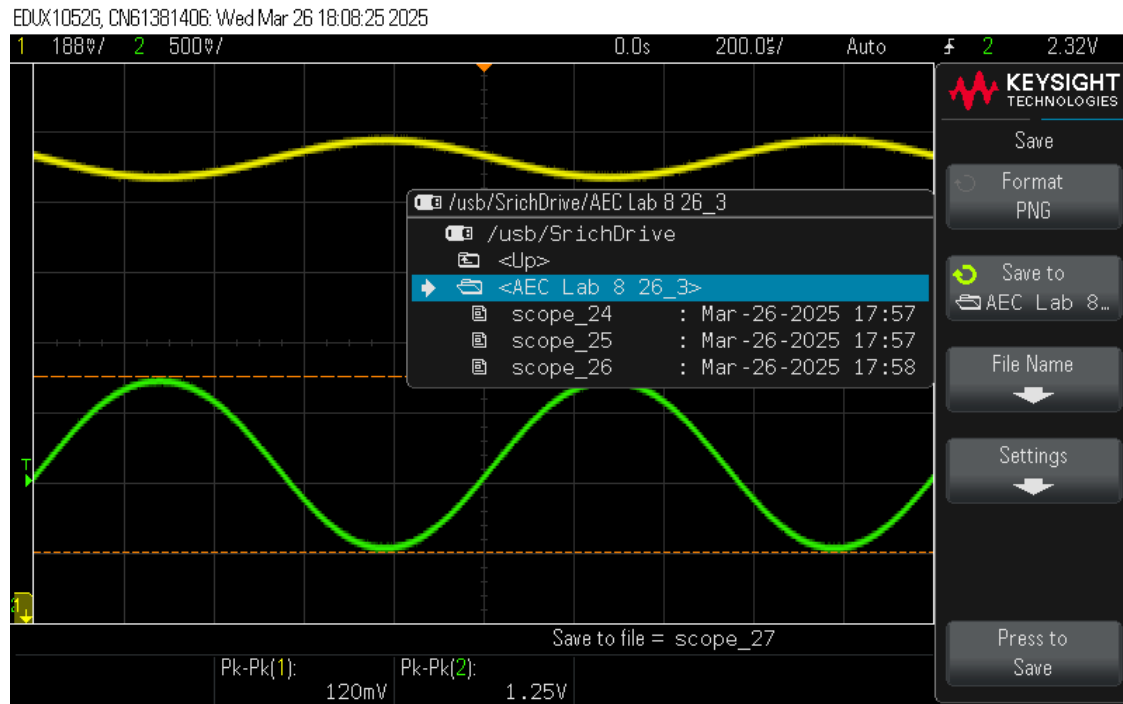 EDUX1052G, CN61381406: Wed Mar 26 18:08:25 2025
1 188mV/ 2 500mV/ 0.0s 200.0us/ Auto 2 2.32V
KEYSIGHT
TECHNOLOGIES
Save
Format
PNG
Save to
AEC Lab 8…
File Name
Settings
Press to
Save
/usb/SrichDrive/AEC Lab 8 26_3
/usb/SrichDrive
<Up>
<AEC Lab 8 26_3>
scope_24 : Mar-26-2025 17:57
scope_25 : Mar-26-2025 17:57
scope_26 : Mar-26-2025 17:58
T
1
Save to file = scope_27
Pk-Pk(1): Pk-Pk(2):
120mV 1.25V